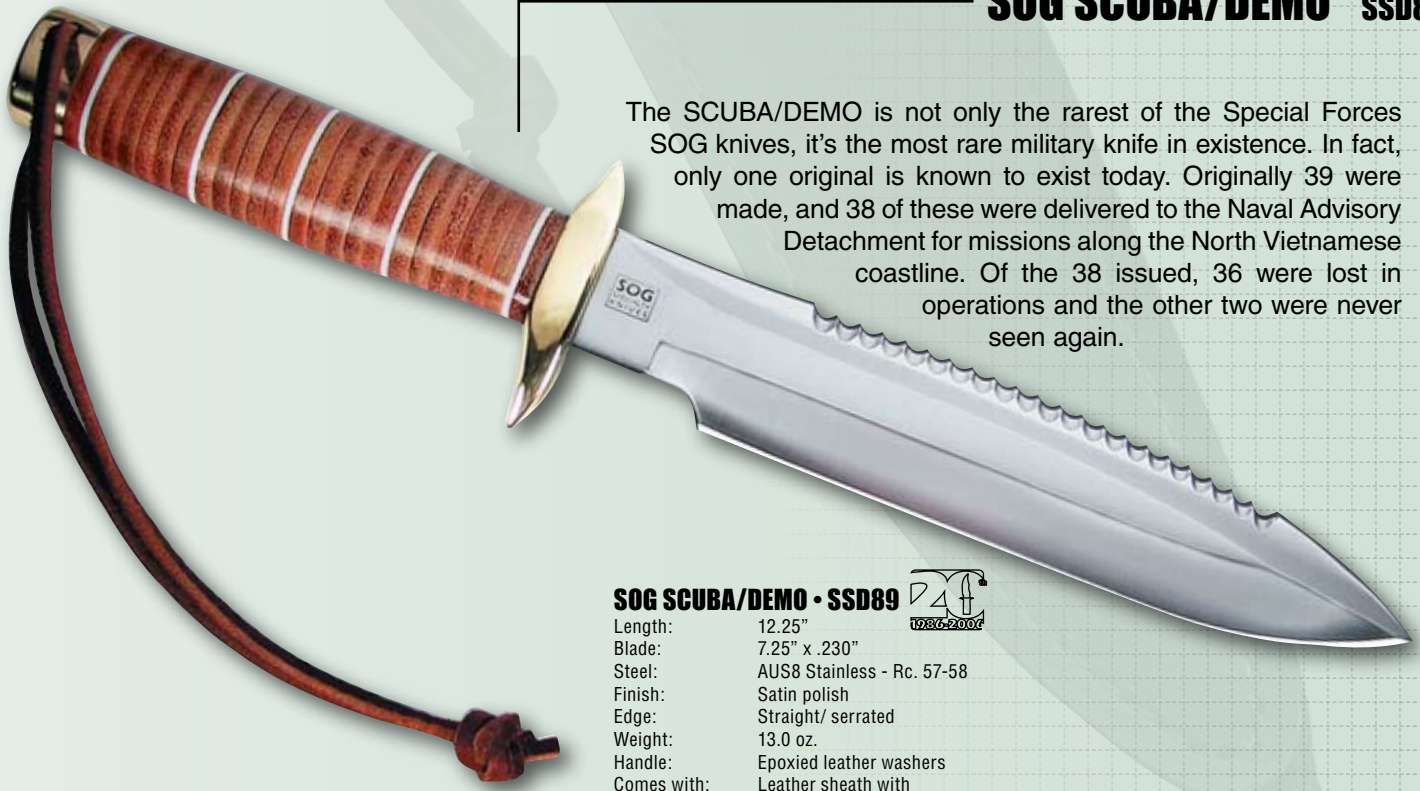 SOG SCUBA/DEMO SSD8
The SCUBA/DEMO is not only the rarest of the Special Forces
SOG knives, it’s the most rare military knife in existence. In fact,
only one original is known to exist today. Originally 39 were
made, and 38 of these were delivered to the Naval Advisory
Detachment for missions along the North Vietnamese
coastline. Of the 38 issued, 36 were lost in
operations and the other two were never
seen again.
SOG
SPECIALTY
KNIVES
SOG SCUBA/DEMO • SSD89
20th
1986-2006
Length: 12.25”
Blade: 7.25” x .230”
Steel: AUS8 Stainless - Rc. 57-58
Finish: Satin polish
Edge: Straight/ serrated
Weight: 13.0 oz.
Handle: Epoxied leather washers
Comes with: Leather sheath with